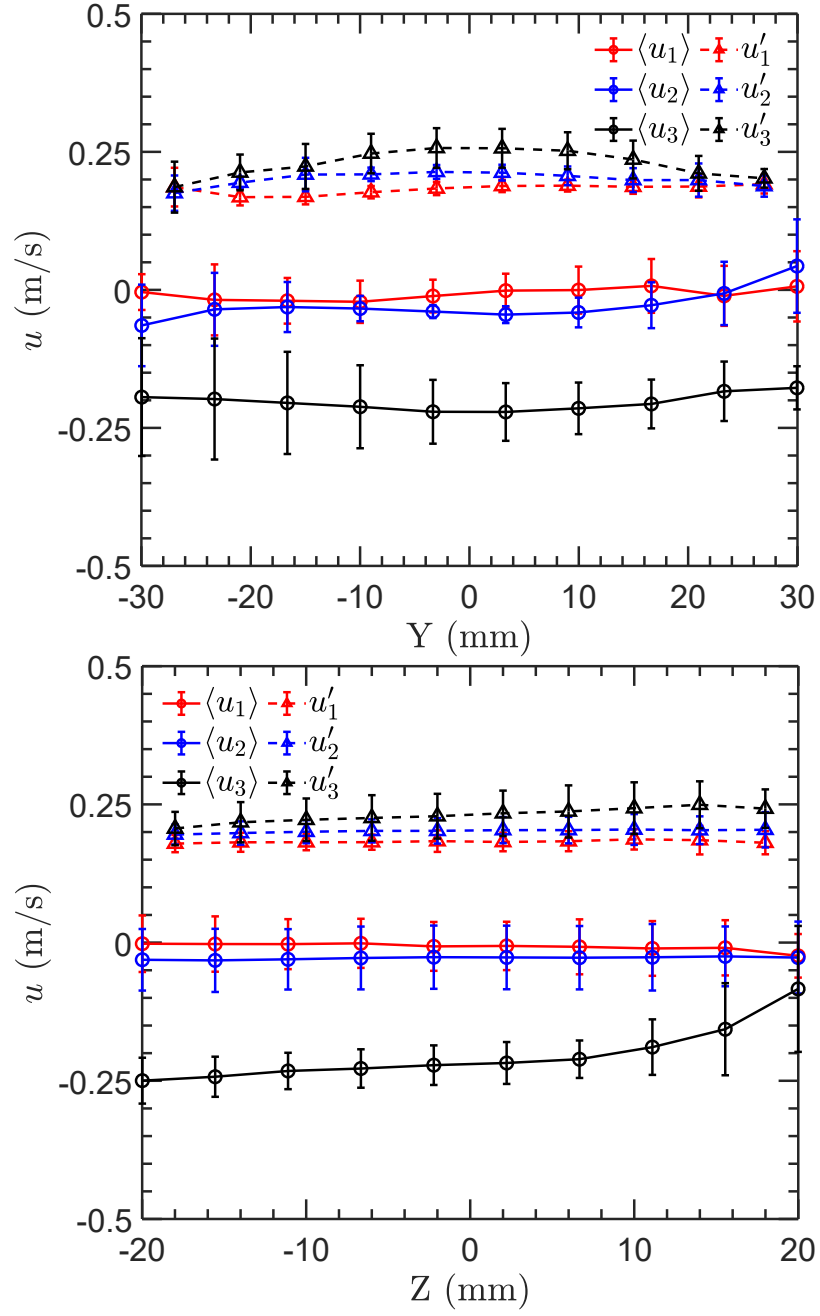 0.5
⟨u₁⟩ u′₁
⟨u₂⟩ u′₂
⟨u₃⟩ u′₃
0.25
0
-0.25
-0.5
u (m/s)
-30 -20 -10 0 10 20 30
Y (mm)
0.5
⟨u₁⟩ u′₁
⟨u₂⟩ u′₂
⟨u₃⟩ u′₃
0.25
0
-0.25
-0.5
u (m/s)
-20 -10 0 10 20
Z (mm)